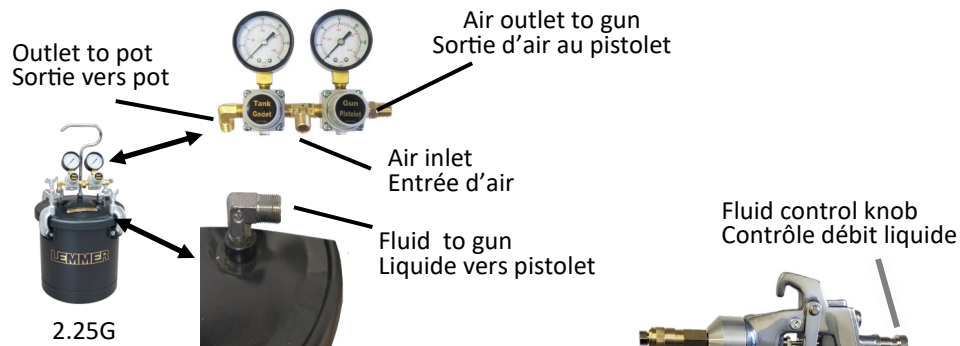 Air outlet to gun
Sortie d'air au pistolet
Outlet to pot
Sortie vers pot
Tank
Godet
Gun
Pistolet
Air inlet
Entrée d'air
Fluid to gun
Liquide vers pistolet
Fluid control knob
Contrôle débit liquide
LEMMER
2.25G